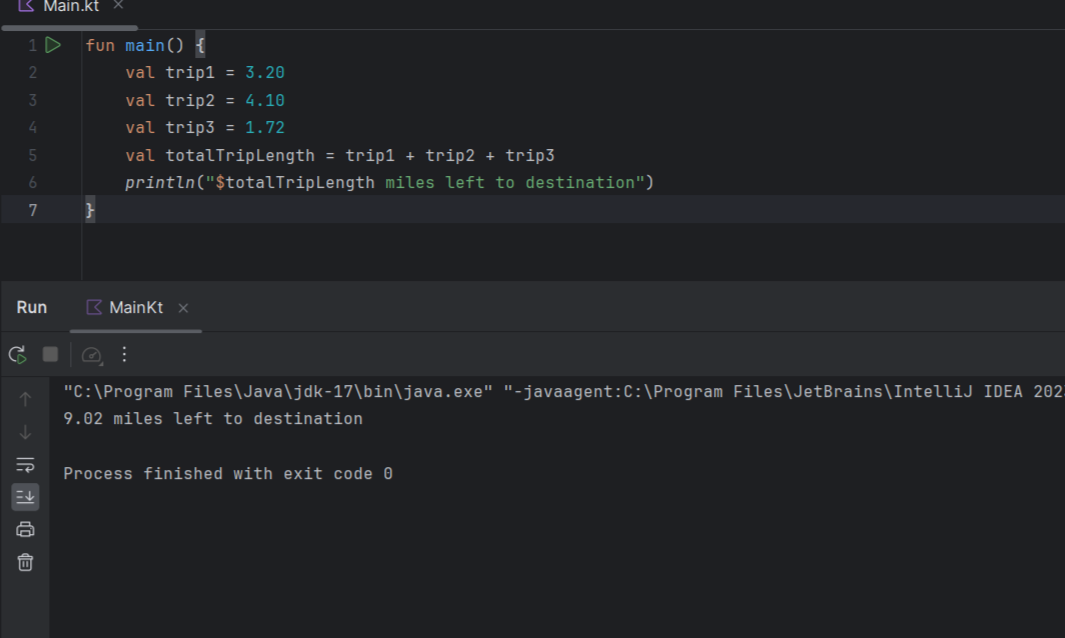 Main.kt
1 fun main() {
2 val trip1 = 3.20
3 val trip2 = 4.10
4 val trip3 = 1.72
5 val totalTripLength = trip1 + trip2 + trip3
6 println("$totalTripLength miles left to destination")
7 }
Run MainKt
"C:\Program Files\Java\jdk-17\bin\java.exe" "-javaagent:C:\Program Files\JetBrains\IntelliJ IDEA 202
9.02 miles left to destination
Process finished with exit code 0